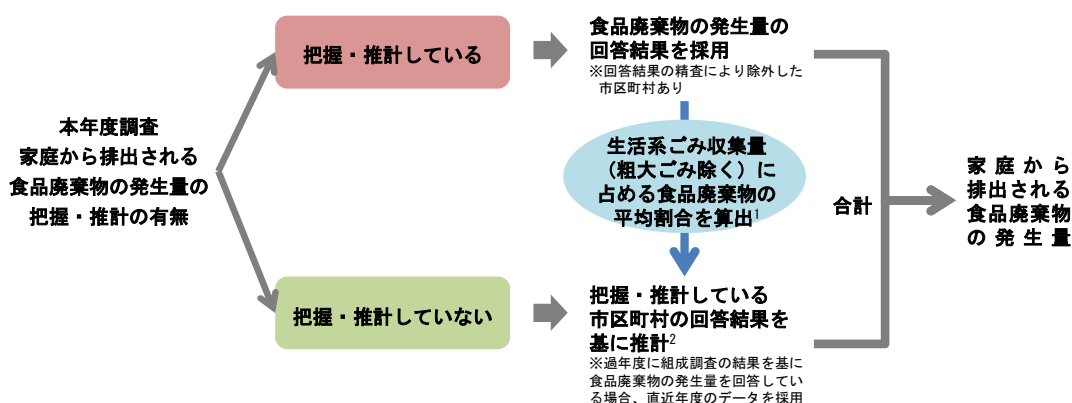 本年度調査
家庭から排出される
食品廃棄物の発生量の
把握・推計の有無
把握・推計している
食品廃棄物の発生量の
回答結果を採用
※回答結果の精査により除外した
市区町村あり
生活系ごみ収集量
（粗大ごみ除く）に
占める食品廃棄物の
平均割合を算出1
把握・推計していない
把握・推計している
市区町村の回答結果を
基に推計2
※過年度に組成調査の結果を基に
食品廃棄物の発生量を回答してい
る場合、直近年度のデータを採用
合計
家庭から
排出される
食品廃棄物
の発生量